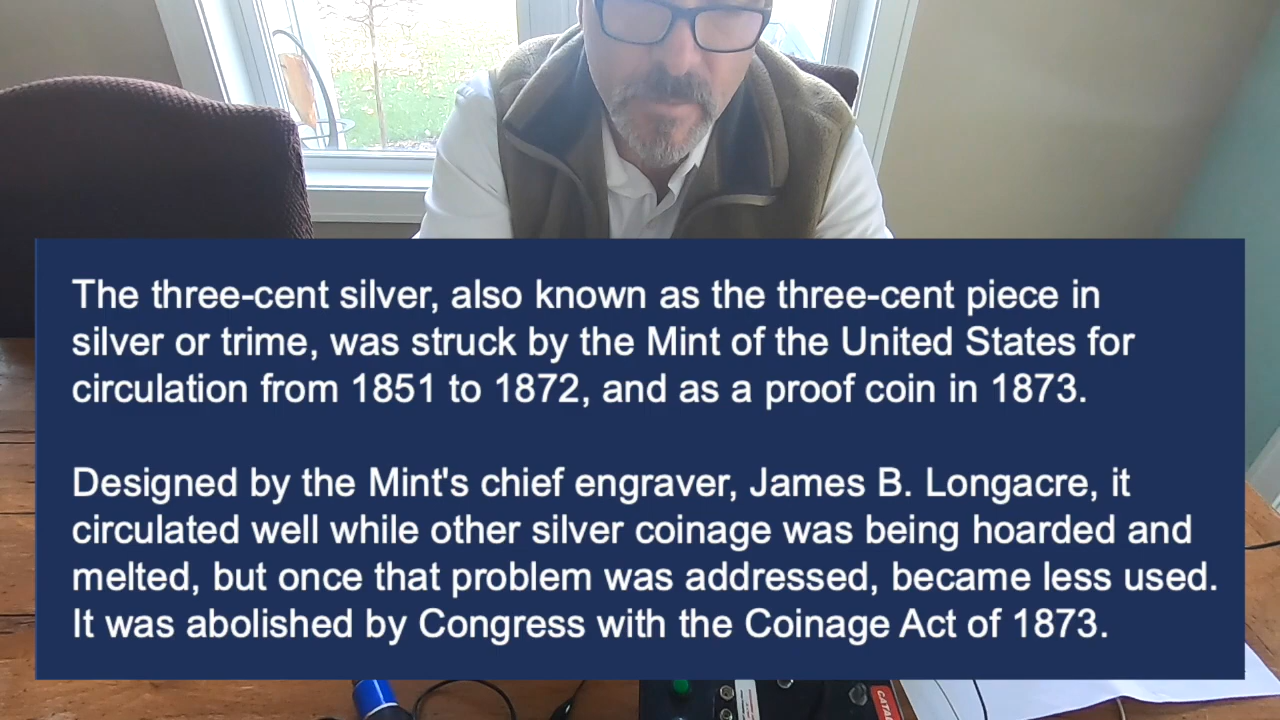 The three-cent silver, also known as the three-cent piece in
silver or trime, was struck by the Mint of the United States for
circulation from 1851 to 1872, and as a proof coin in 1873.
Designed by the Mint's chief engraver, James B. Longacre, it
circulated well while other silver coinage was being hoarded and
melted, but once that problem was addressed, became less used.
It was abolished by Congress with the Coinage Act of 1873.